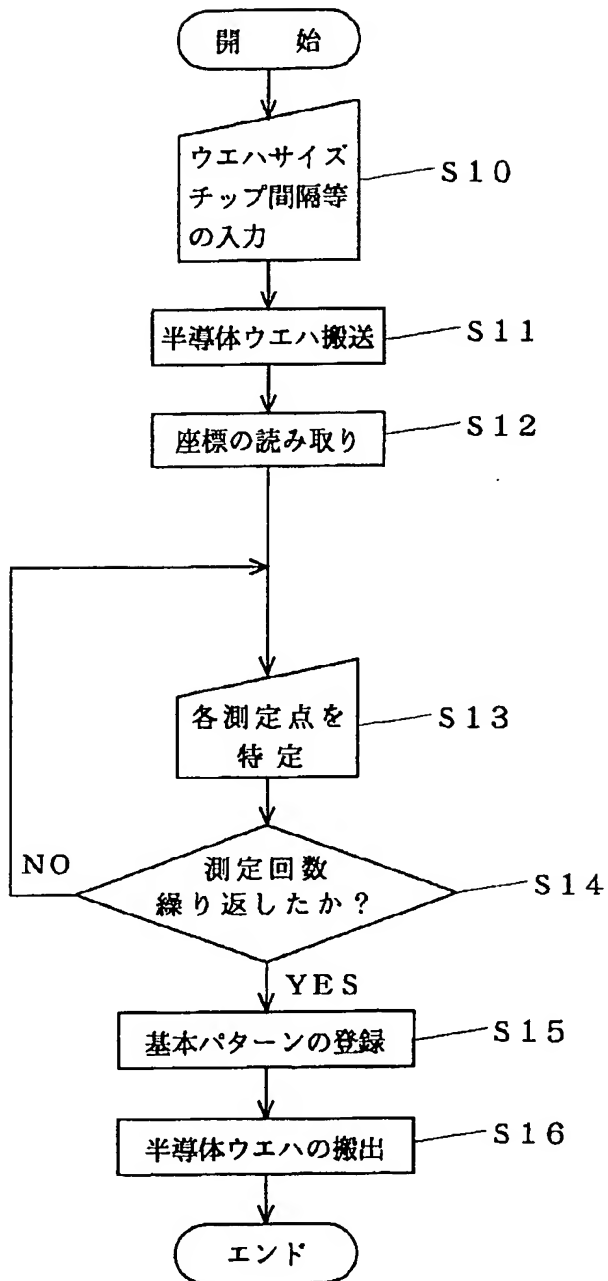 開 始
ウエハサイズ
チップ間隔等
の入力
S10
半導体ウエハ搬送
S11
座標の読み取り
S12
各測定点を
特定
S13
測定回数
繰り返したか?
S14
NO
YES
基本パターンの登録
S15
半導体ウエハの搬出
S16
エンド